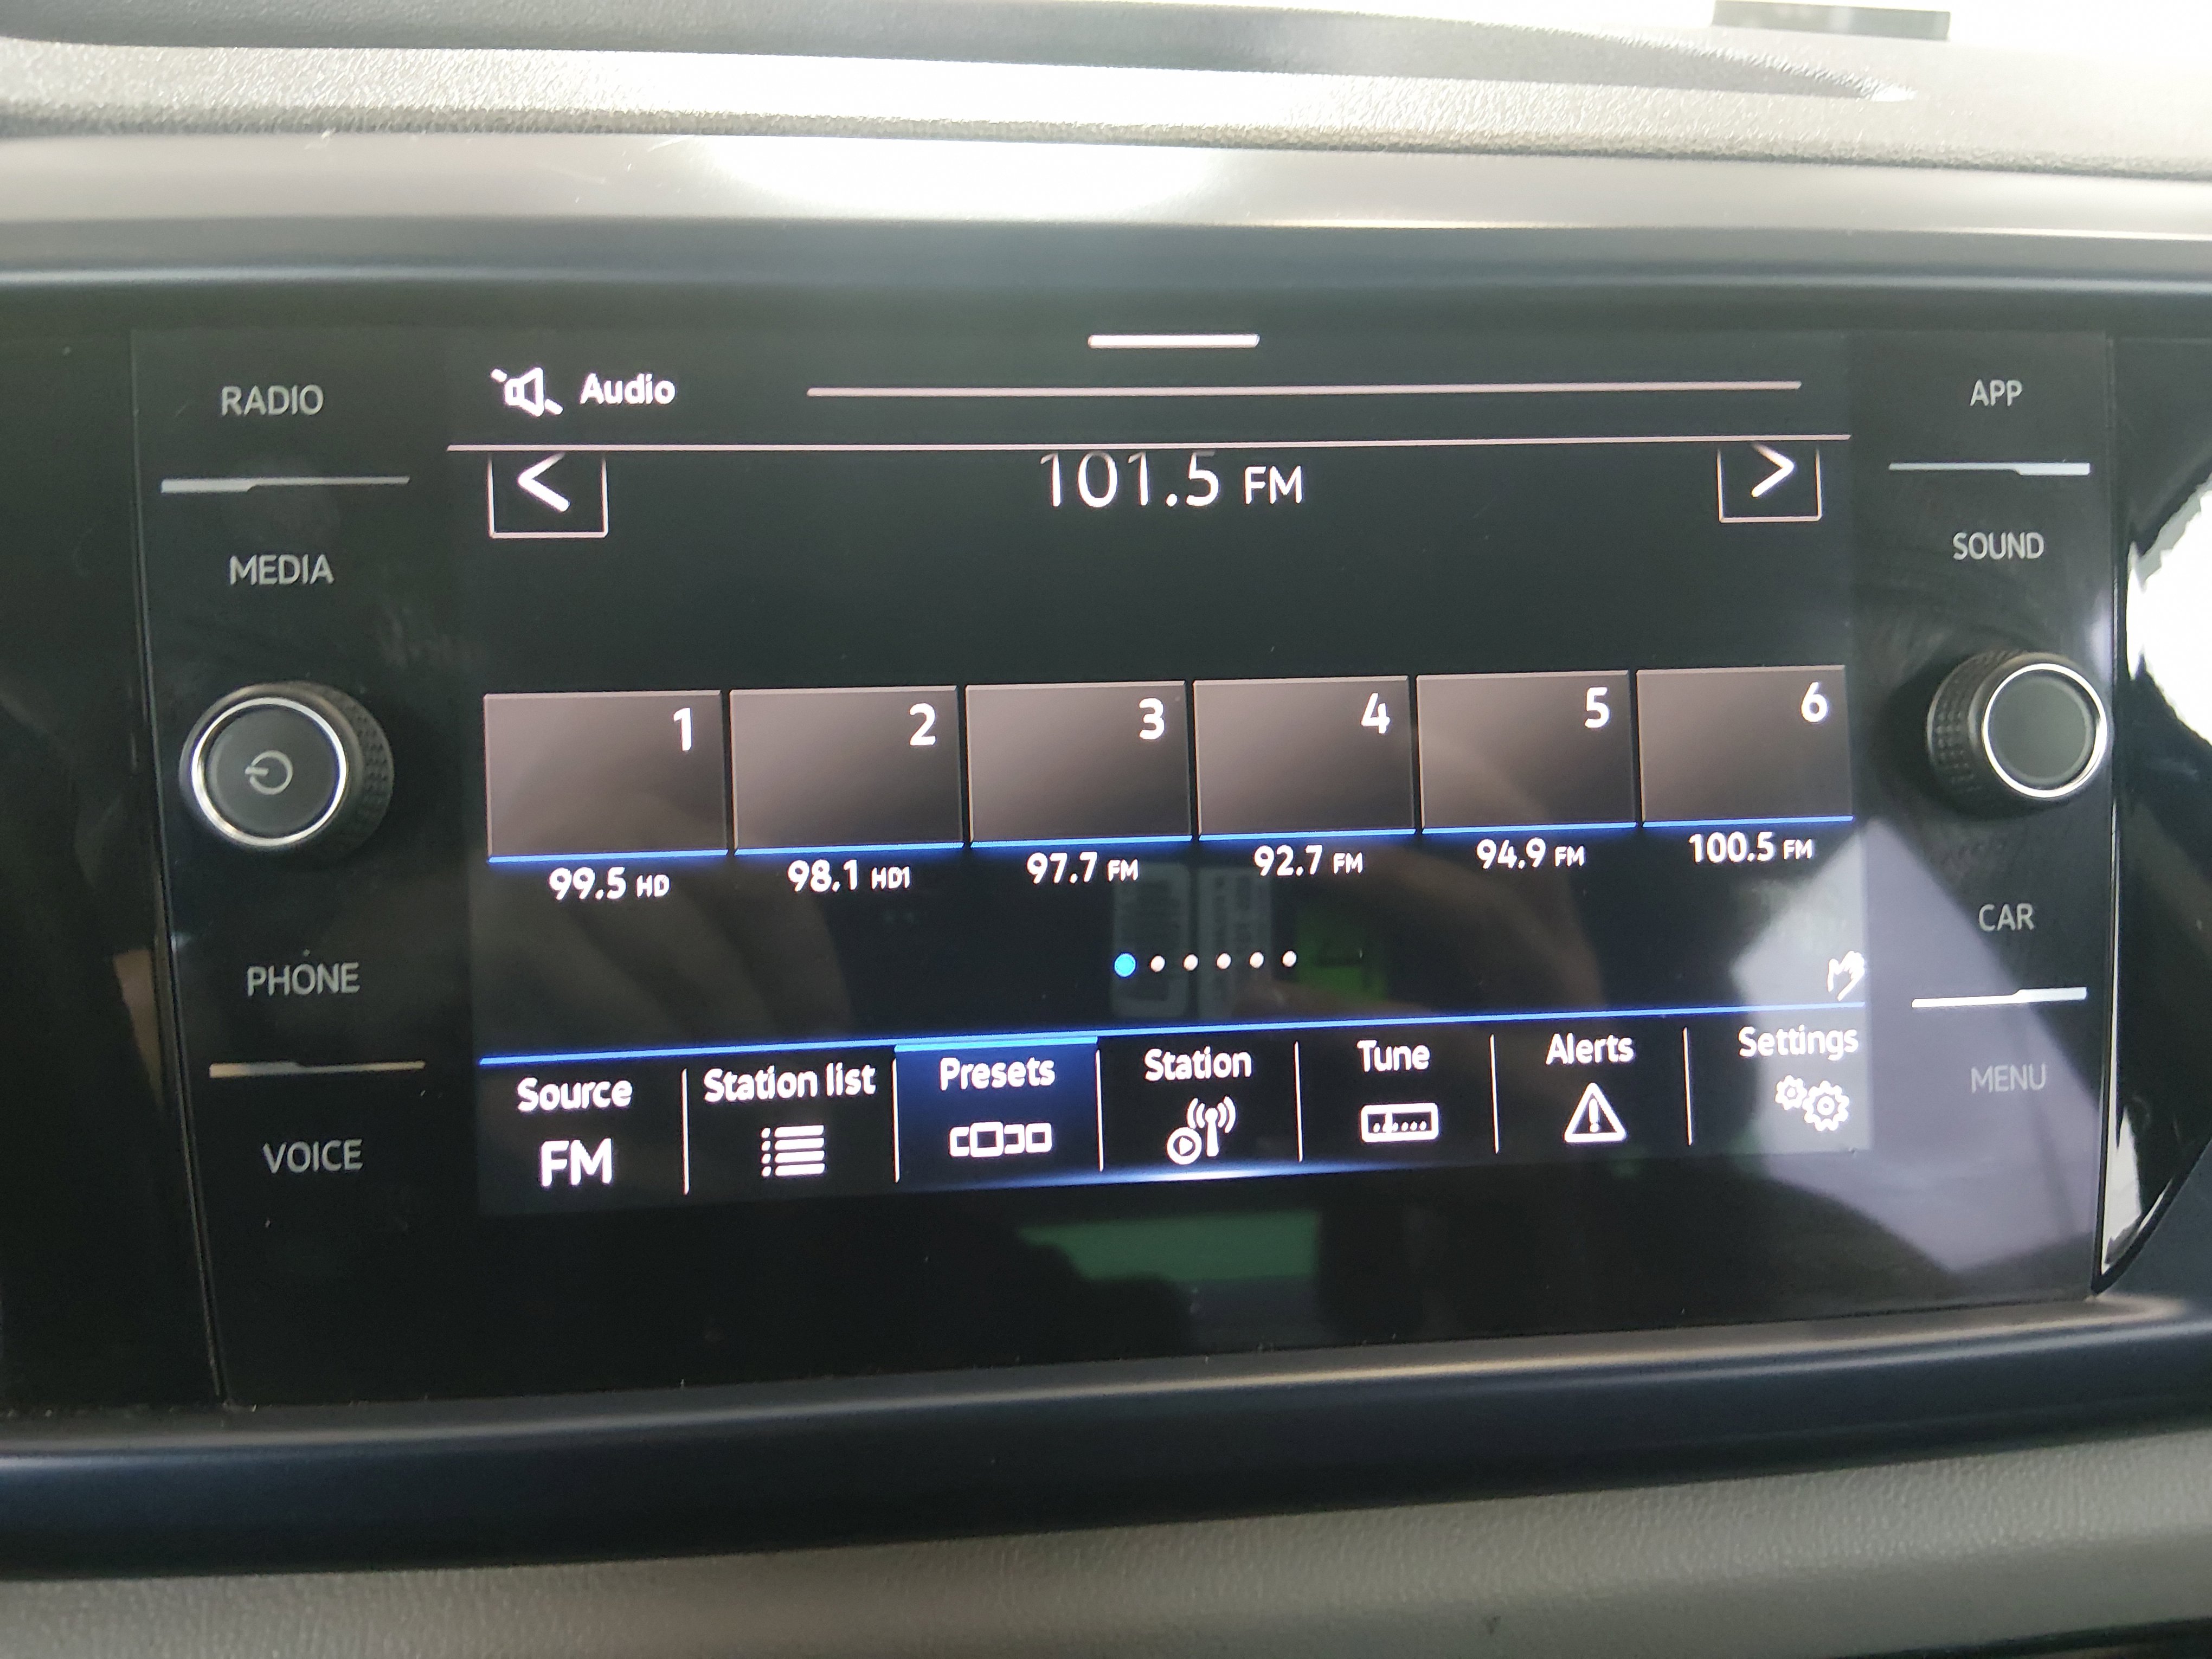 RADIO
MEDIA
PHONE
VOICE
Audio
<
101.5 FM
>
1
2
3
4
5
6
99.5 HD
98.1 HD1
97.7 FM
92.7 FM
94.9 FM
100.5 FM
Source
FM
Station list
Presets
Station
Tune
Alerts
Settings
APP
SOUND
CAR
MENU